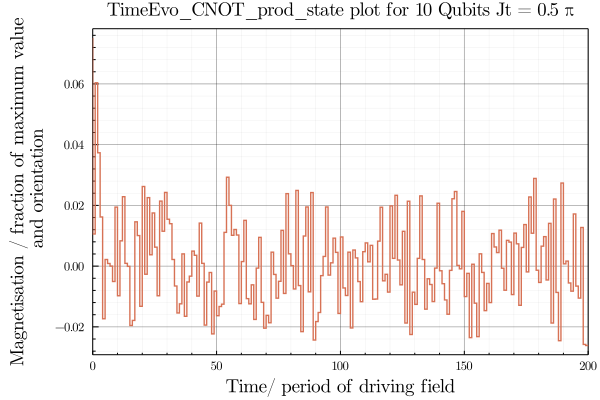 TimeEvo_CNOT_prod_state plot for 10 Qubits Jt = 0.5 π
Magnetisation / fraction of maximum value
and orientation
0.06
0.04
0.02
0.00
−0.02
0
50
100
150
200
Time/ period of driving field